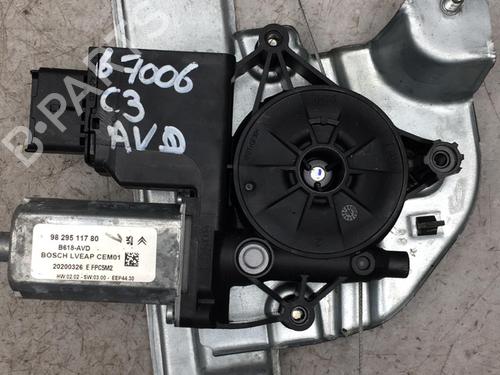 67006
C3
AVD
B-PARTS
98 295 117 80
B618-AVD
BOSCH LVEAP CEM01
20200326 E FPCSM2
HW:02.02 - SW:03.00 - EEP44.30